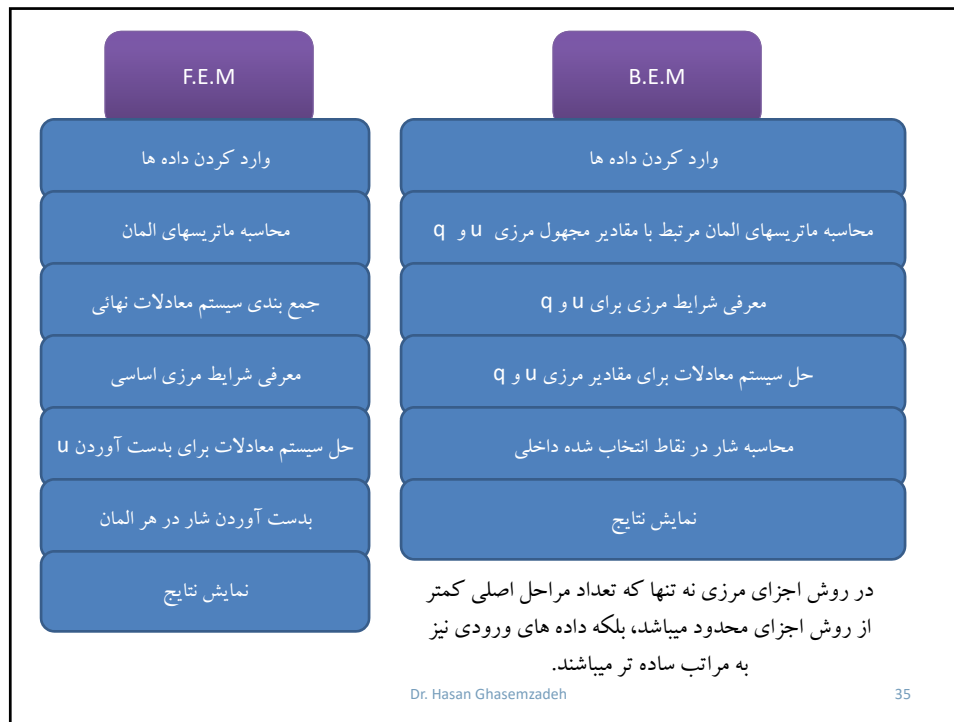 F.E.M
وارد کردن داده ها
محاسبه ماتریسهای المان
جمع بندی سیستم معادلات نهائی
معرفی شرایط مرزی اساسی
حل سیستم معادلات برای بدست آوردن u
بدست آوردن شار در هر المان
نمایش نتایج
B.E.M
وارد کردن داده ها
محاسبه ماتریسهای المان مرتبط با مقادیر مجهول مرزی u و q
معرفی شرایط مرزی برای u و q
حل سیستم معادلات برای مقادیر مرزی u و q
محاسبه شار در نقاط انتخاب شده داخلی
نمایش نتایج
در روش اجزای مرزی نه تنها که تعداد مراحل اصلی کمتر
از روش اجزای محدود میباشد، بلکه داده های ورودی نیز
به مراتب ساده تر میباشند.
Dr. Hasan Ghasemzadeh
35